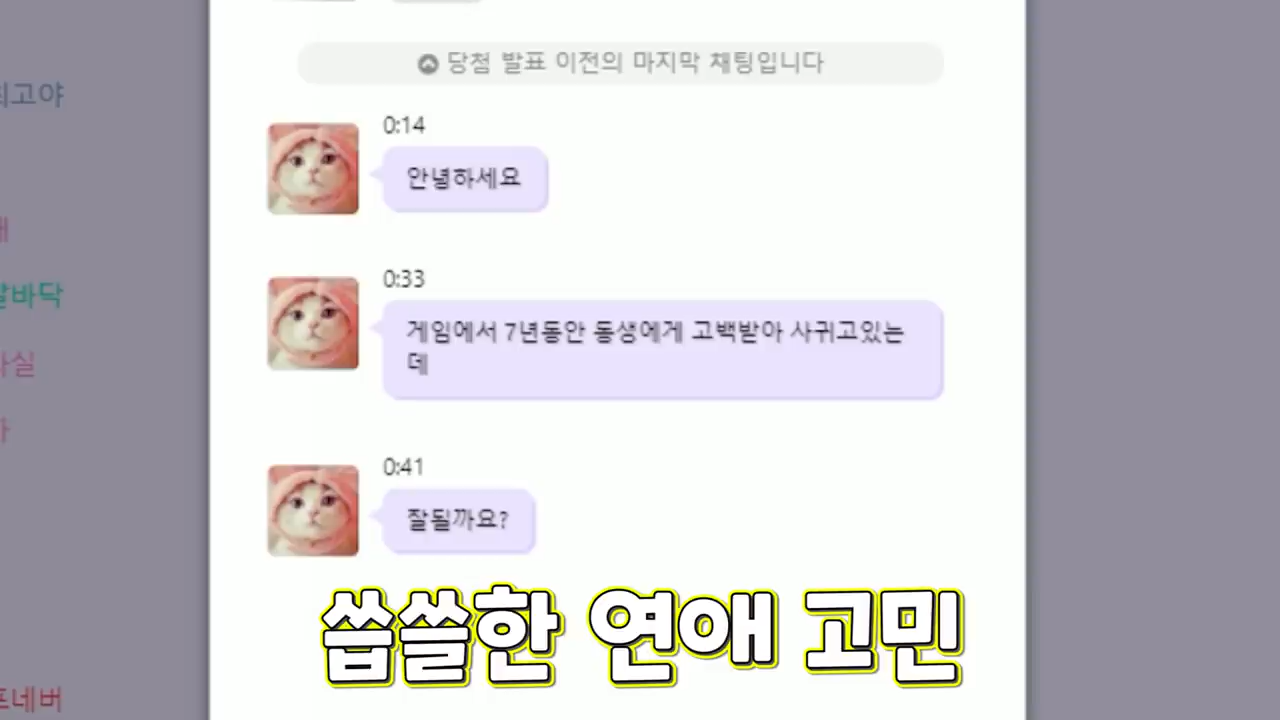 당첨 발표 이전의 마지막 채팅입니다
최고야
0:14
안녕하세요
0:33
게임에서 7년동안 동생에게 고백받아 사귀고있는
데
0:41
잘될까요?
씁쓸한 연애 고민